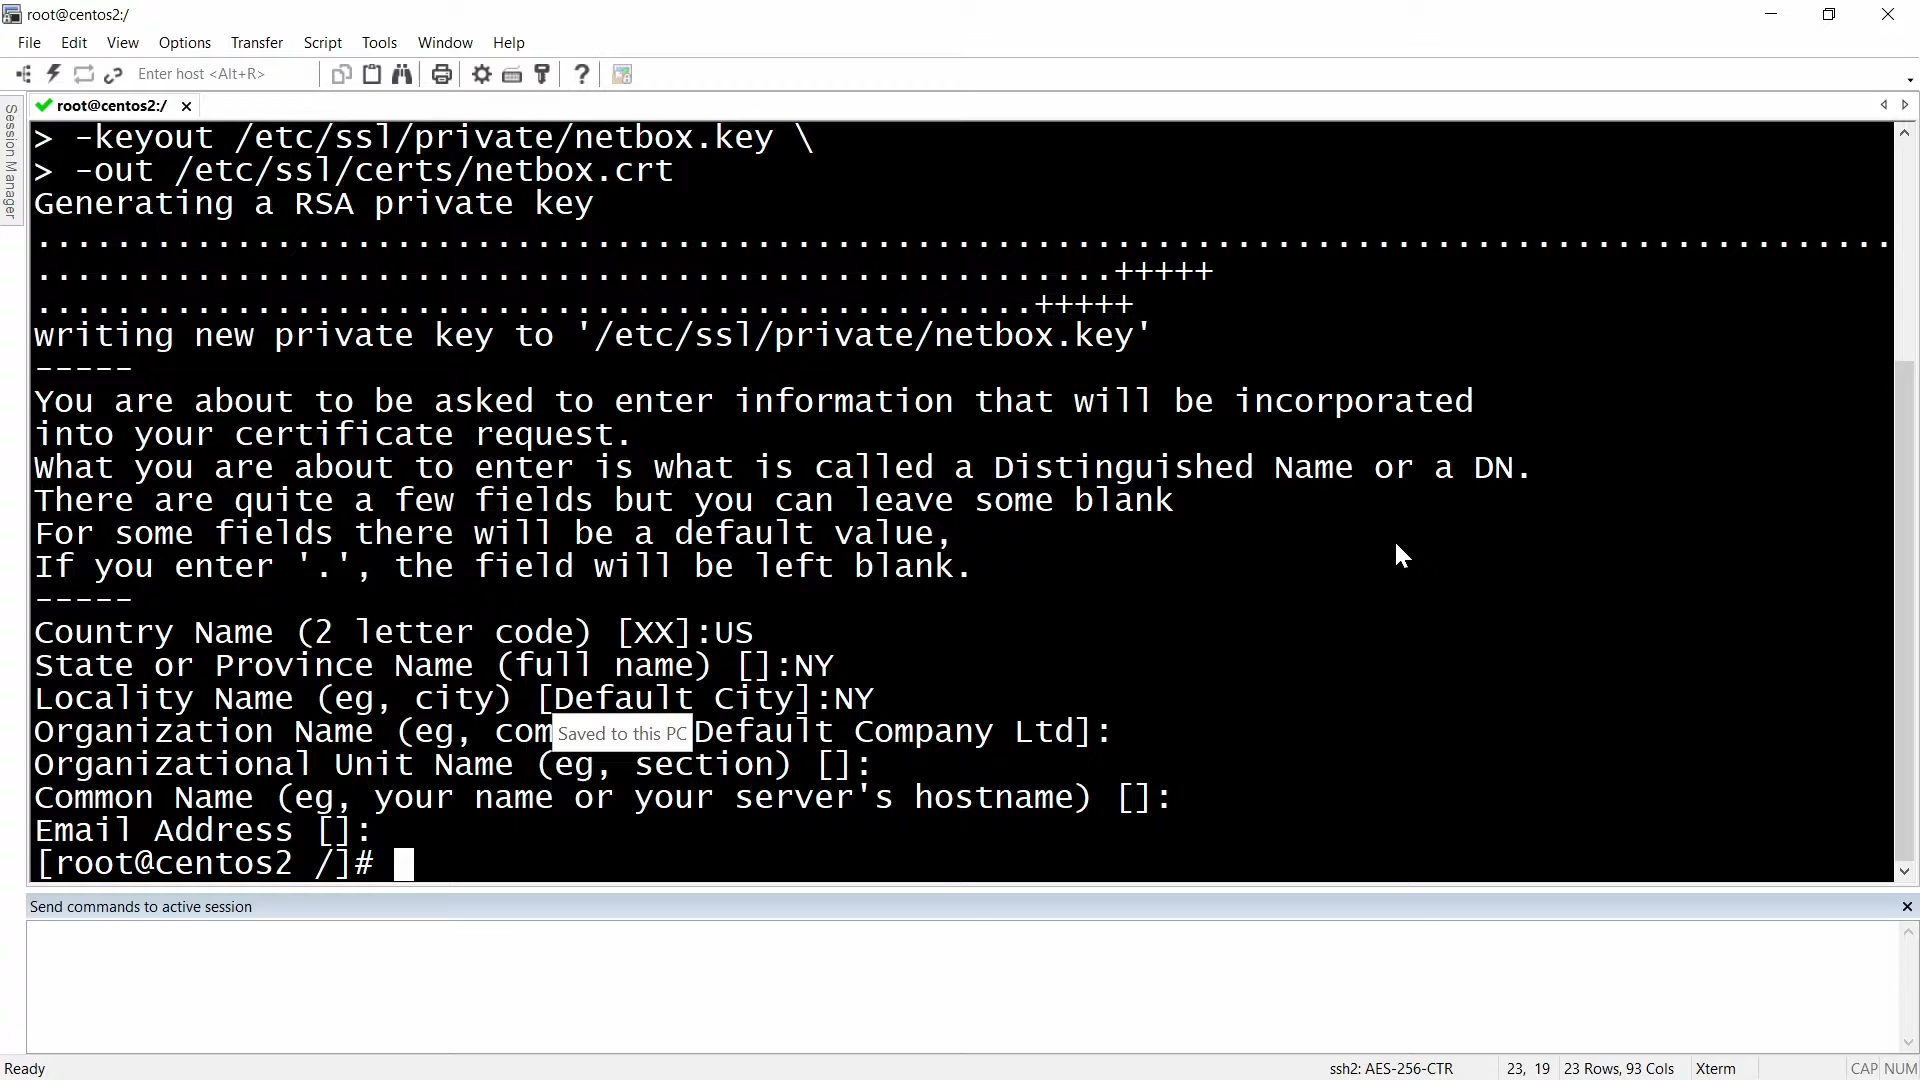 root@centos2:/
File Edit View Options Transfer Script Tools Window Help
Enter host <Alt+R>
root@centos2:/
Session Manager
> -keyout /etc/ssl/private/netbox.key \
> -out /etc/ssl/certs/netbox.crt
Generating a RSA private key
.............................................................................................
......................................................+++++
..................................................+++++
writing new private key to '/etc/ssl/private/netbox.key'
-----
You are about to be asked to enter information that will be incorporated
into your certificate request.
What you are about to enter is what is called a Distinguished Name or a DN.
There are quite a few fields but you can leave some blank
For some fields there will be a default value,
If you enter '.', the field will be left blank.
-----
Country Name (2 letter code) [XX]:US
State or Province Name (full name) []:NY
Locality Name (eg, city) [Default City]:NY
Organization Name (eg, com Default Company Ltd]:
Saved to this PC
Organizational Unit Name (eg, section) []:
Common Name (eg, your name or your server's hostname) []:
Email Address []:
[root@centos2 /]#
Send commands to active session
Ready ssh2: AES-256-CTR 23, 19 23 Rows, 93 Cols Xterm CAP NUM